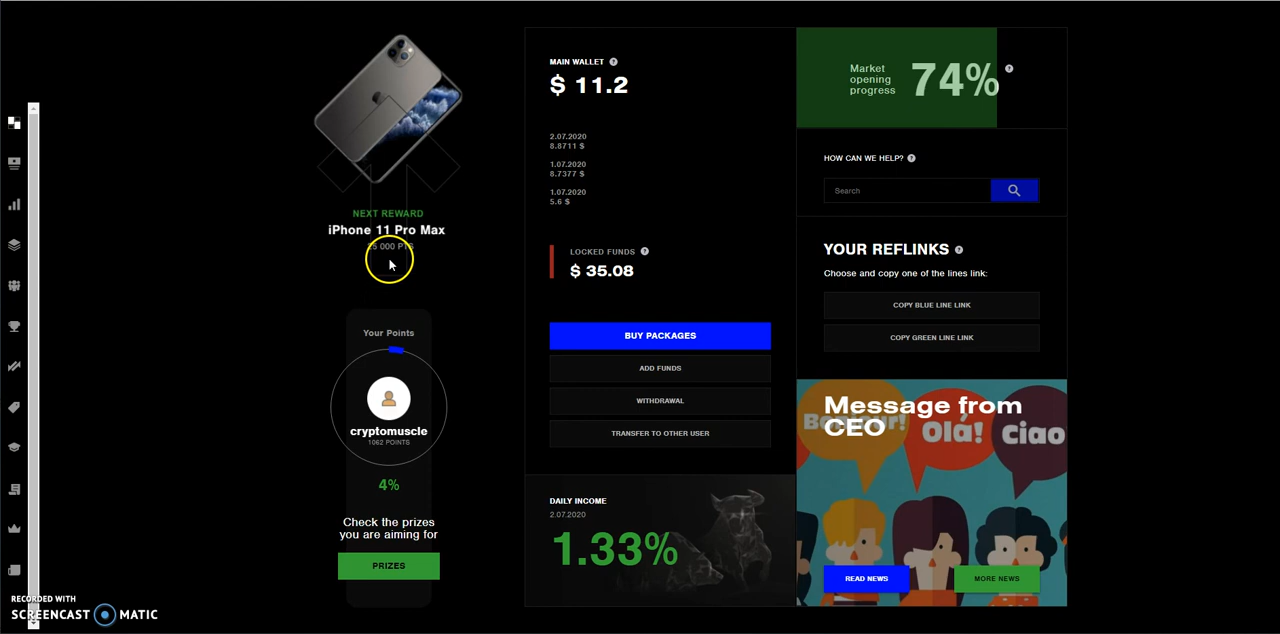 NEXT REWARD
iPhone 11 Pro Max
25 000 PTS
Your Points
cryptomuscle
1062 POINTS
4%
Check the prizes
you are aiming for
PRIZES
MAIN WALLET ?
$ 11.2
2.07.2020
8.8711 $
1.07.2020
8.7377 $
1.07.2020
5.6 $
LOCKED FUNDS ?
$ 35.08
BUY PACKAGES
ADD FUNDS
WITHDRAWAL
TRANSFER TO OTHER USER
DAILY INCOME
2.07.2020
1.33%
Market
opening
progress
74% ?
HOW CAN WE HELP? ?
Search
YOUR REFLINKS ?
Choose and copy one of the lines link:
COPY BLUE LINE LINK
COPY GREEN LINE LINK
Message from
CEO
Bonjour!
Olá!
Ciao
READ NEWS
MORE NEWS
RECORDED WITH
SCREENCAST MATIC